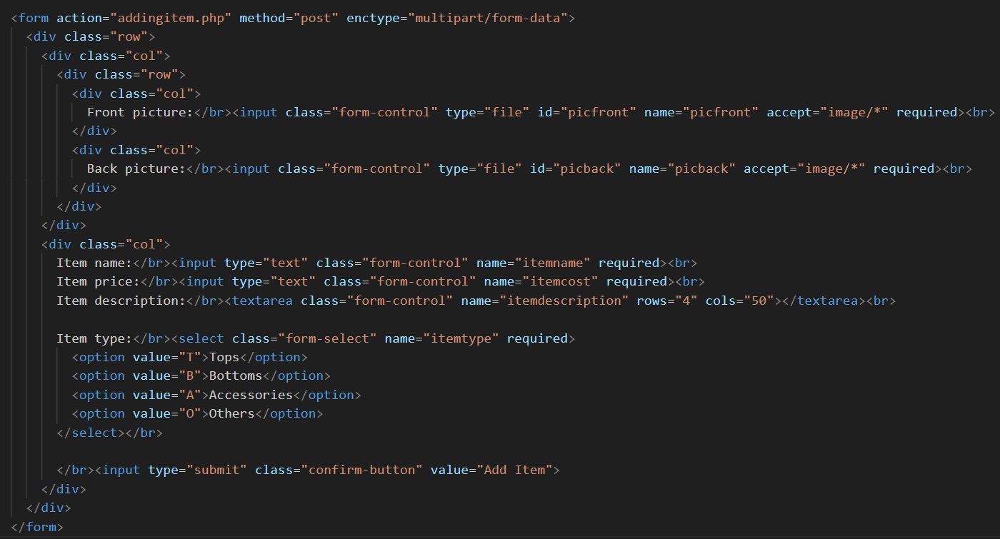 <form action="addingitem.php" method="post" enctype="multipart/form-data">
<div class="row">
<div class="col">
<div class="row">
<div class="col">
Front picture:</br><input class="form-control" type="file" id="picfront" name="picfront" accept="image/*" required><br>
</div>
<div class="col">
Back picture:</br><input class="form-control" type="file" id="picback" name="picback" accept="image/*" required><br>
</div>
</div>
</div>
<div class="col">
Item name:</br><input type="text" class="form-control" name="itemname" required><br>
Item price:</br><input type="text" class="form-control" name="itemcost" required><br>
Item description:</br><textarea class="form-control" name="itemdescription" rows="4" cols="50"></textarea><br>
Item type:</br><select class="form-select" name="itemtype" required>
<option value="T">Tops</option>
<option value="B">Bottoms</option>
<option value="A">Accessories</option>
<option value="O">Others</option>
</select></br>
</br><input type="submit" class="confirm-button" value="Add Item">
</div>
</div>
</form>